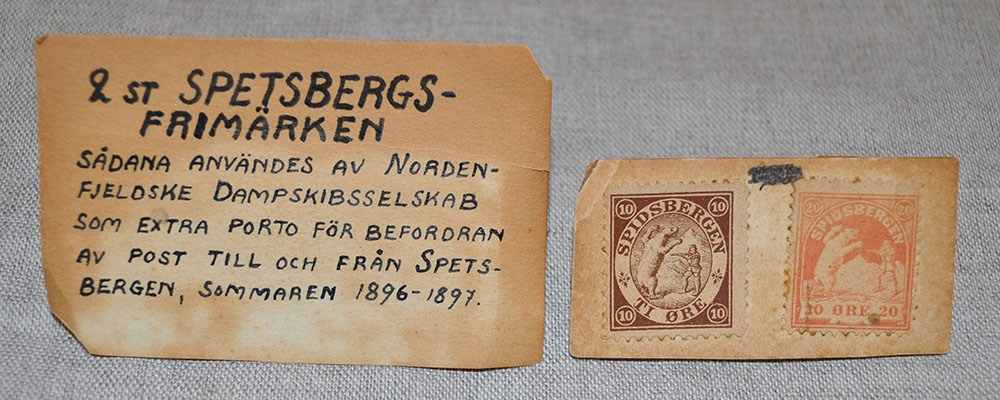 2 ST SPETSBERGS-
FRIMÄRKEN
SÅDANA ANVÄNDES AV NORDEN-
FJELDSKE DAMPSKIBSSELSKAB
SOM EXTRA PORTO FÖR BEFORDRAN
AV POST TILL OCH FRÅN SPETS-
BERGEN, SOMMAREN 1896-1897.
10 10
SPIDSBERGEN
TI ØRE
10 10
20
SPIDSBERGEN
20 ØRE 20